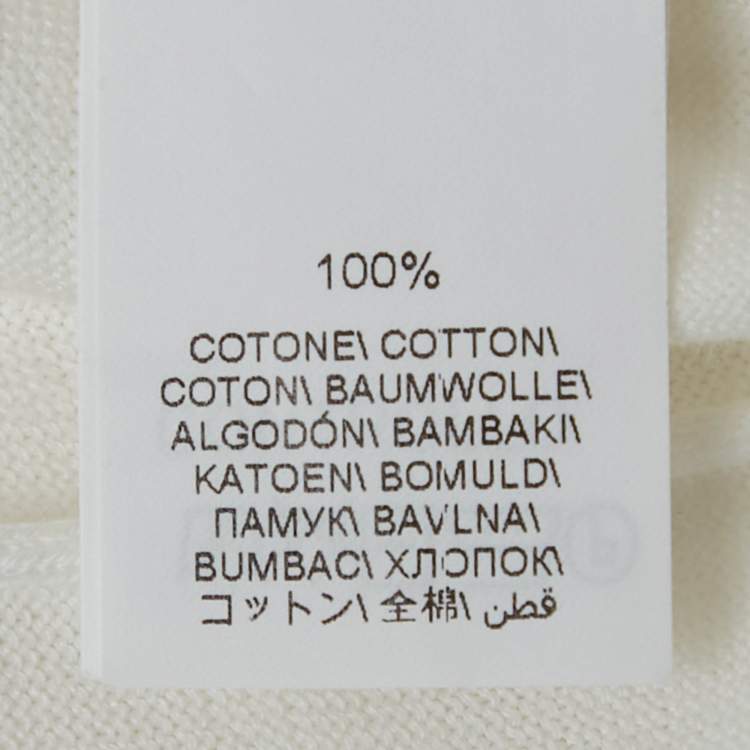 100%
COTONE\ COTTON\
COTON\ BAUMWOLLE\
ALGODÓN\ BAMBAKI\
KATOEN\ BOMULD\
ПАМУК\ BAVLNA\
BUMBAC\ ХЛОПОК\
コットン\ 全棉\ قطن